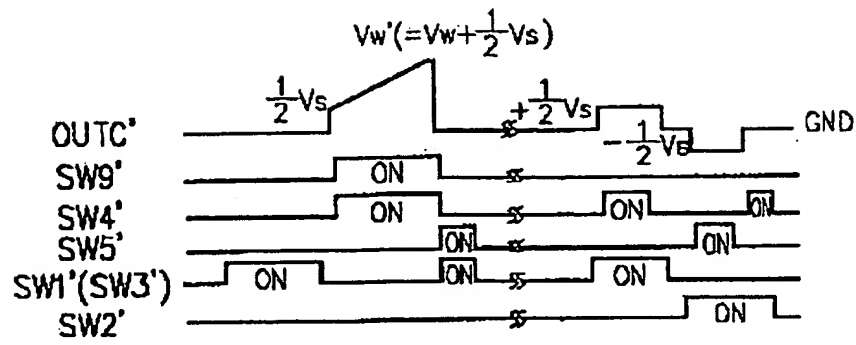 Vw'(=Vw+1/2Vs)
1/2Vs
+1/2Vs
-1/2Vs
GND
OUTC'
SW9' ON
SW4' ON ON ON
SW5' ON ON
SW1'(SW3') ON ON ON
SW2' ON